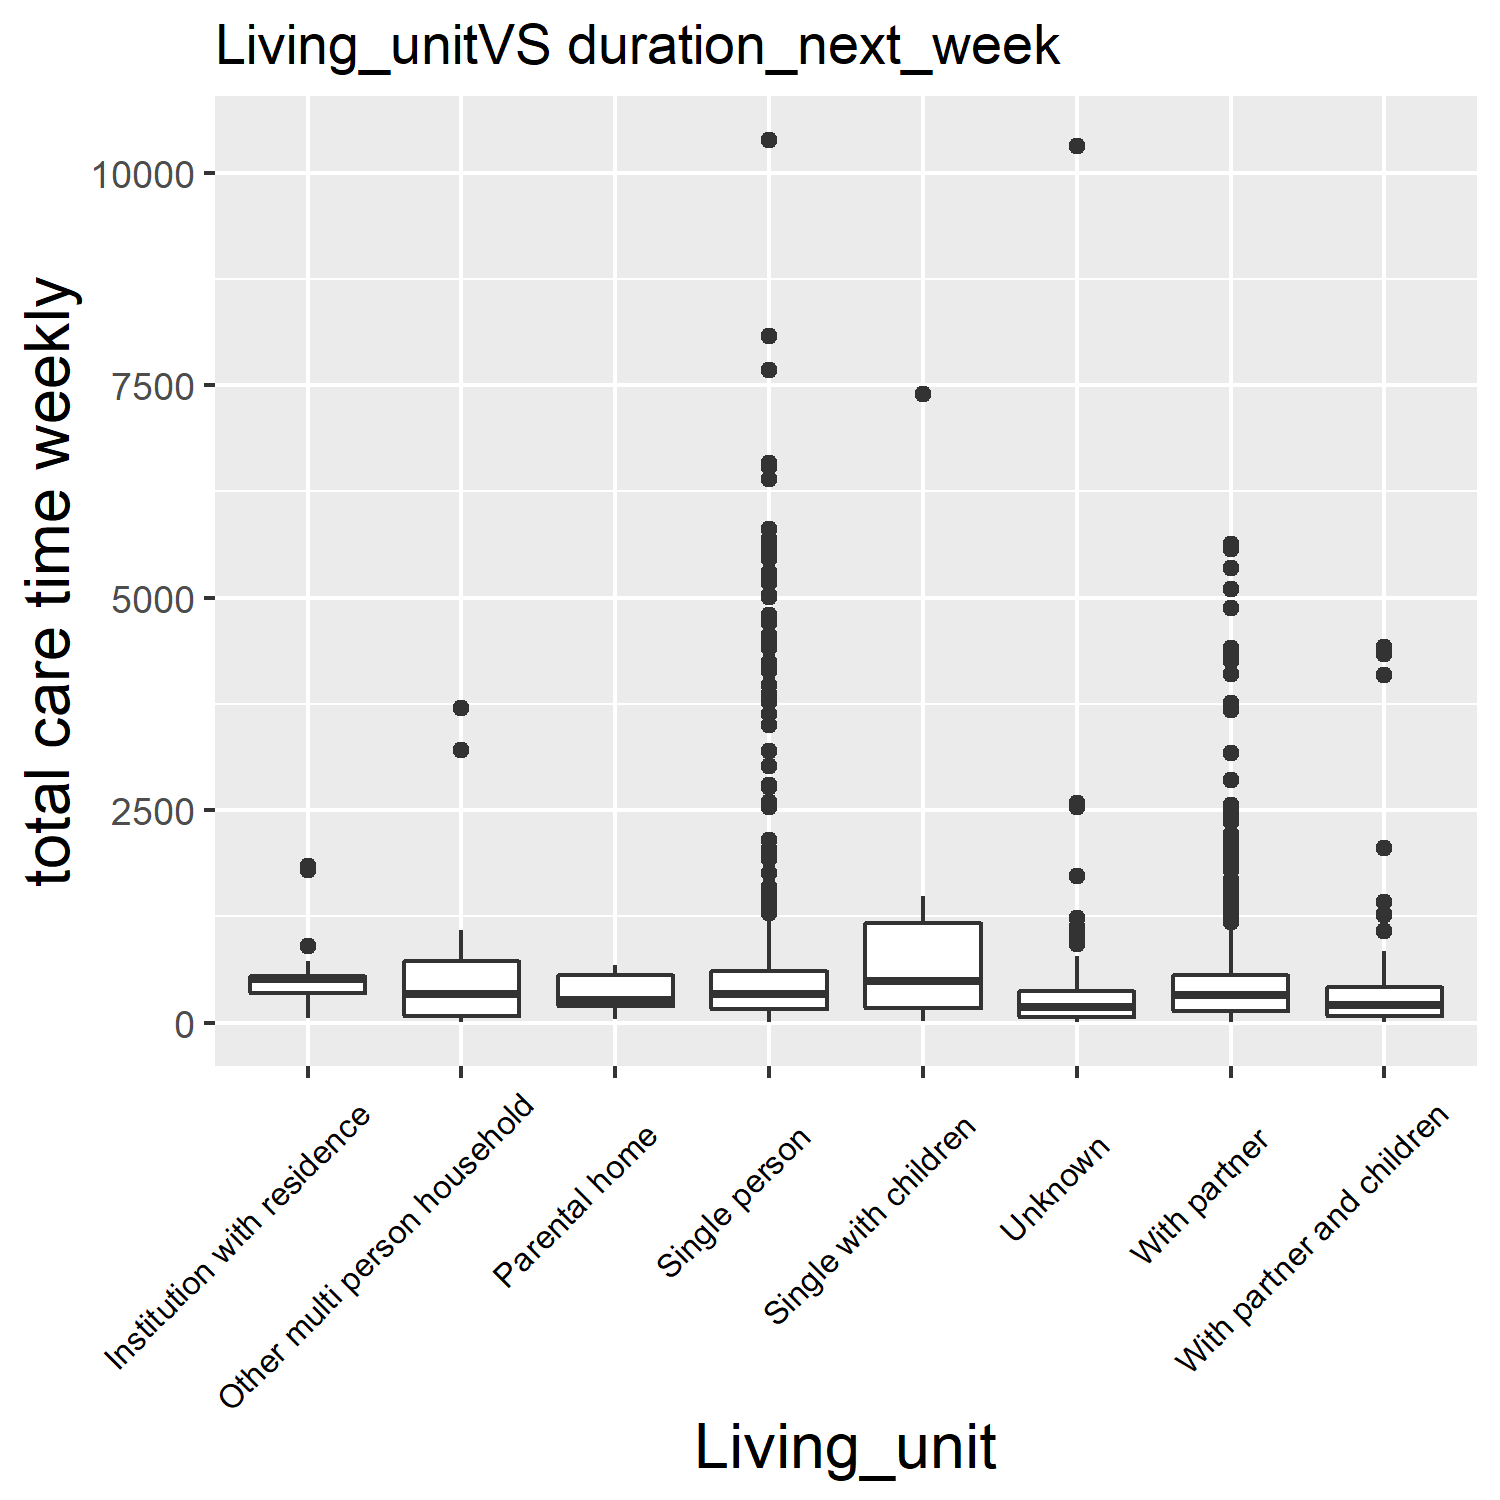 Living_unitVS duration_next_week
total care time weekly
10000
7500
5000
2500
0
Institution with residence
Other multi person household
Parental home
Single person
Single with children
Unknown
With partner
With partner and children
Living_unit